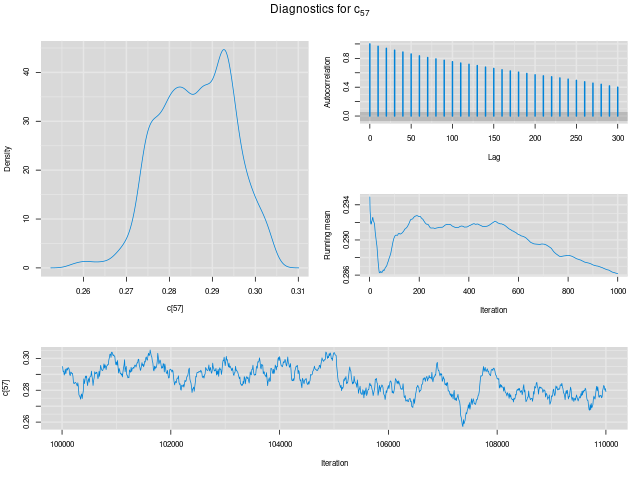 Diagnostics for c57
Density
0 10 20 30 40
0.26 0.27 0.28 0.29 0.30 0.31
c[57]
Autocorrelation
0.0 0.4 0.8
0 50 100 150 200 250 300
Lag
Running mean
0.286 0.290 0.294
0 200 400 600 800 1000
Iteration
c[57]
0.26 0.28 0.30
100000 102000 104000 106000 108000 110000
Iteration